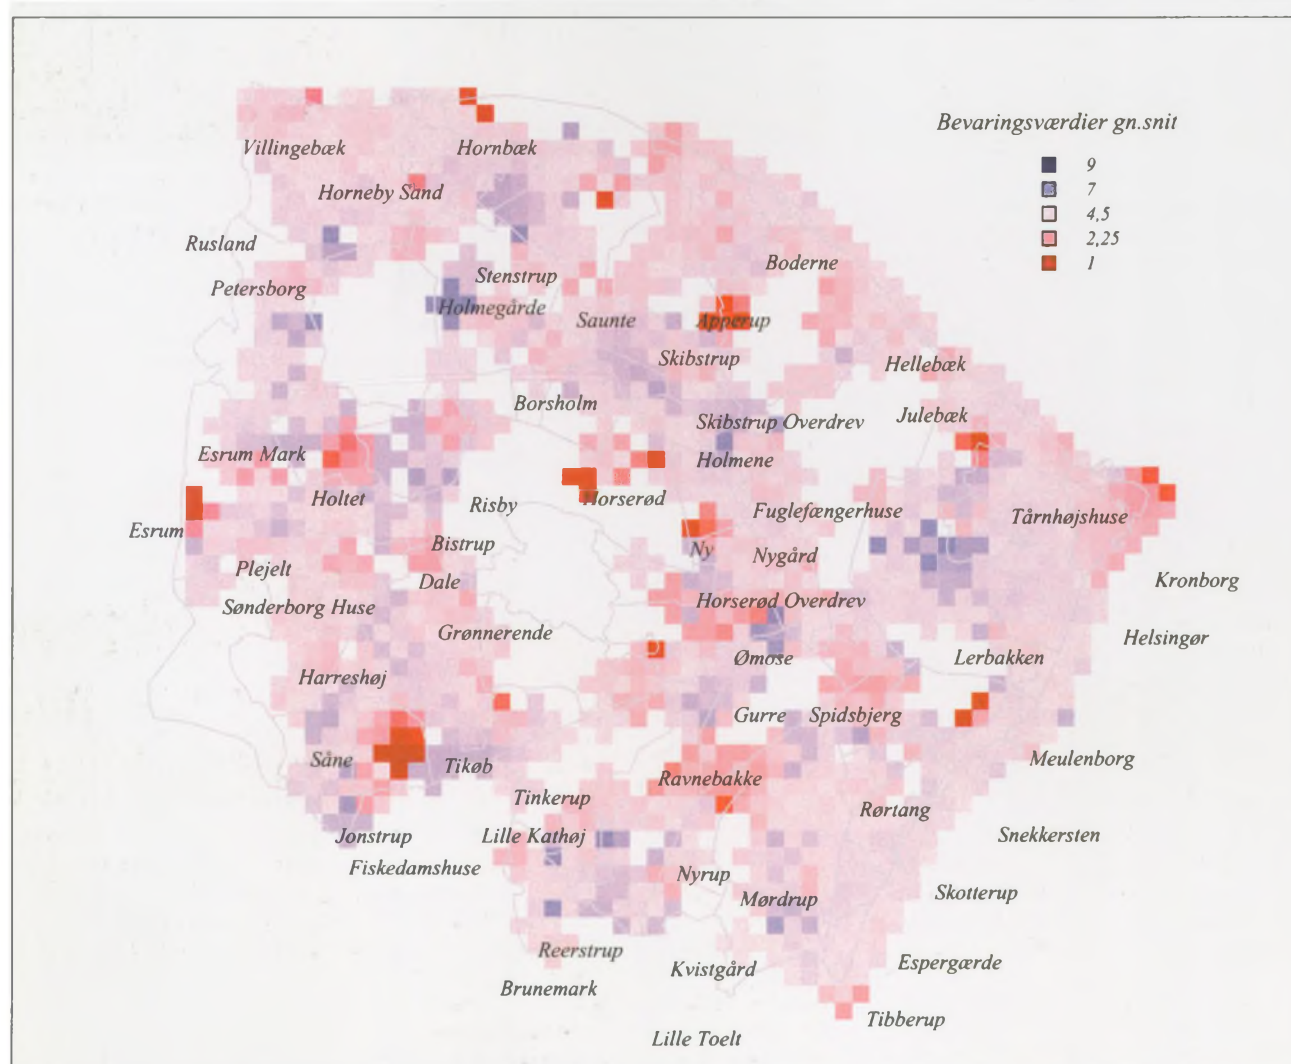 Bevaringsværdier gn.snit
9
7
4,5
2,25
1
Villingebæk
Hornbæk
Horneby Sand
Rusland
Boderne
Stenstrup
Petersborg
Holmegårde
Saunte
Apperup
Skibstrup
Hellebæk
Borsholm
Julebæk
Skibstrup Overdrev
Esrum Mark
Holmene
Holtet
Risby
Horserød
Fuglefængerhuse
Tårnhøjshuse
Esrum
Bistrup
Ny
Nygård
Plejelt
Dale
Kronborg
Sønderborg Huse
Horserød Overdrev
Grønnerende
Helsingør
Ømose
Lerbakken
Harreshøj
Gurre
Spidsbjerg
Såne
Tikøb
Meulenborg
Ravnebakke
Tinkerup
Rørtang
Jonstrup
Lille Kathøj
Snekkersten
Fiskedamshuse
Nyrup
Mørdrup
Skotterup
Reerstrup
Kvistgård
Espergærde
Brunemark
Tibberup
Lille Toelt